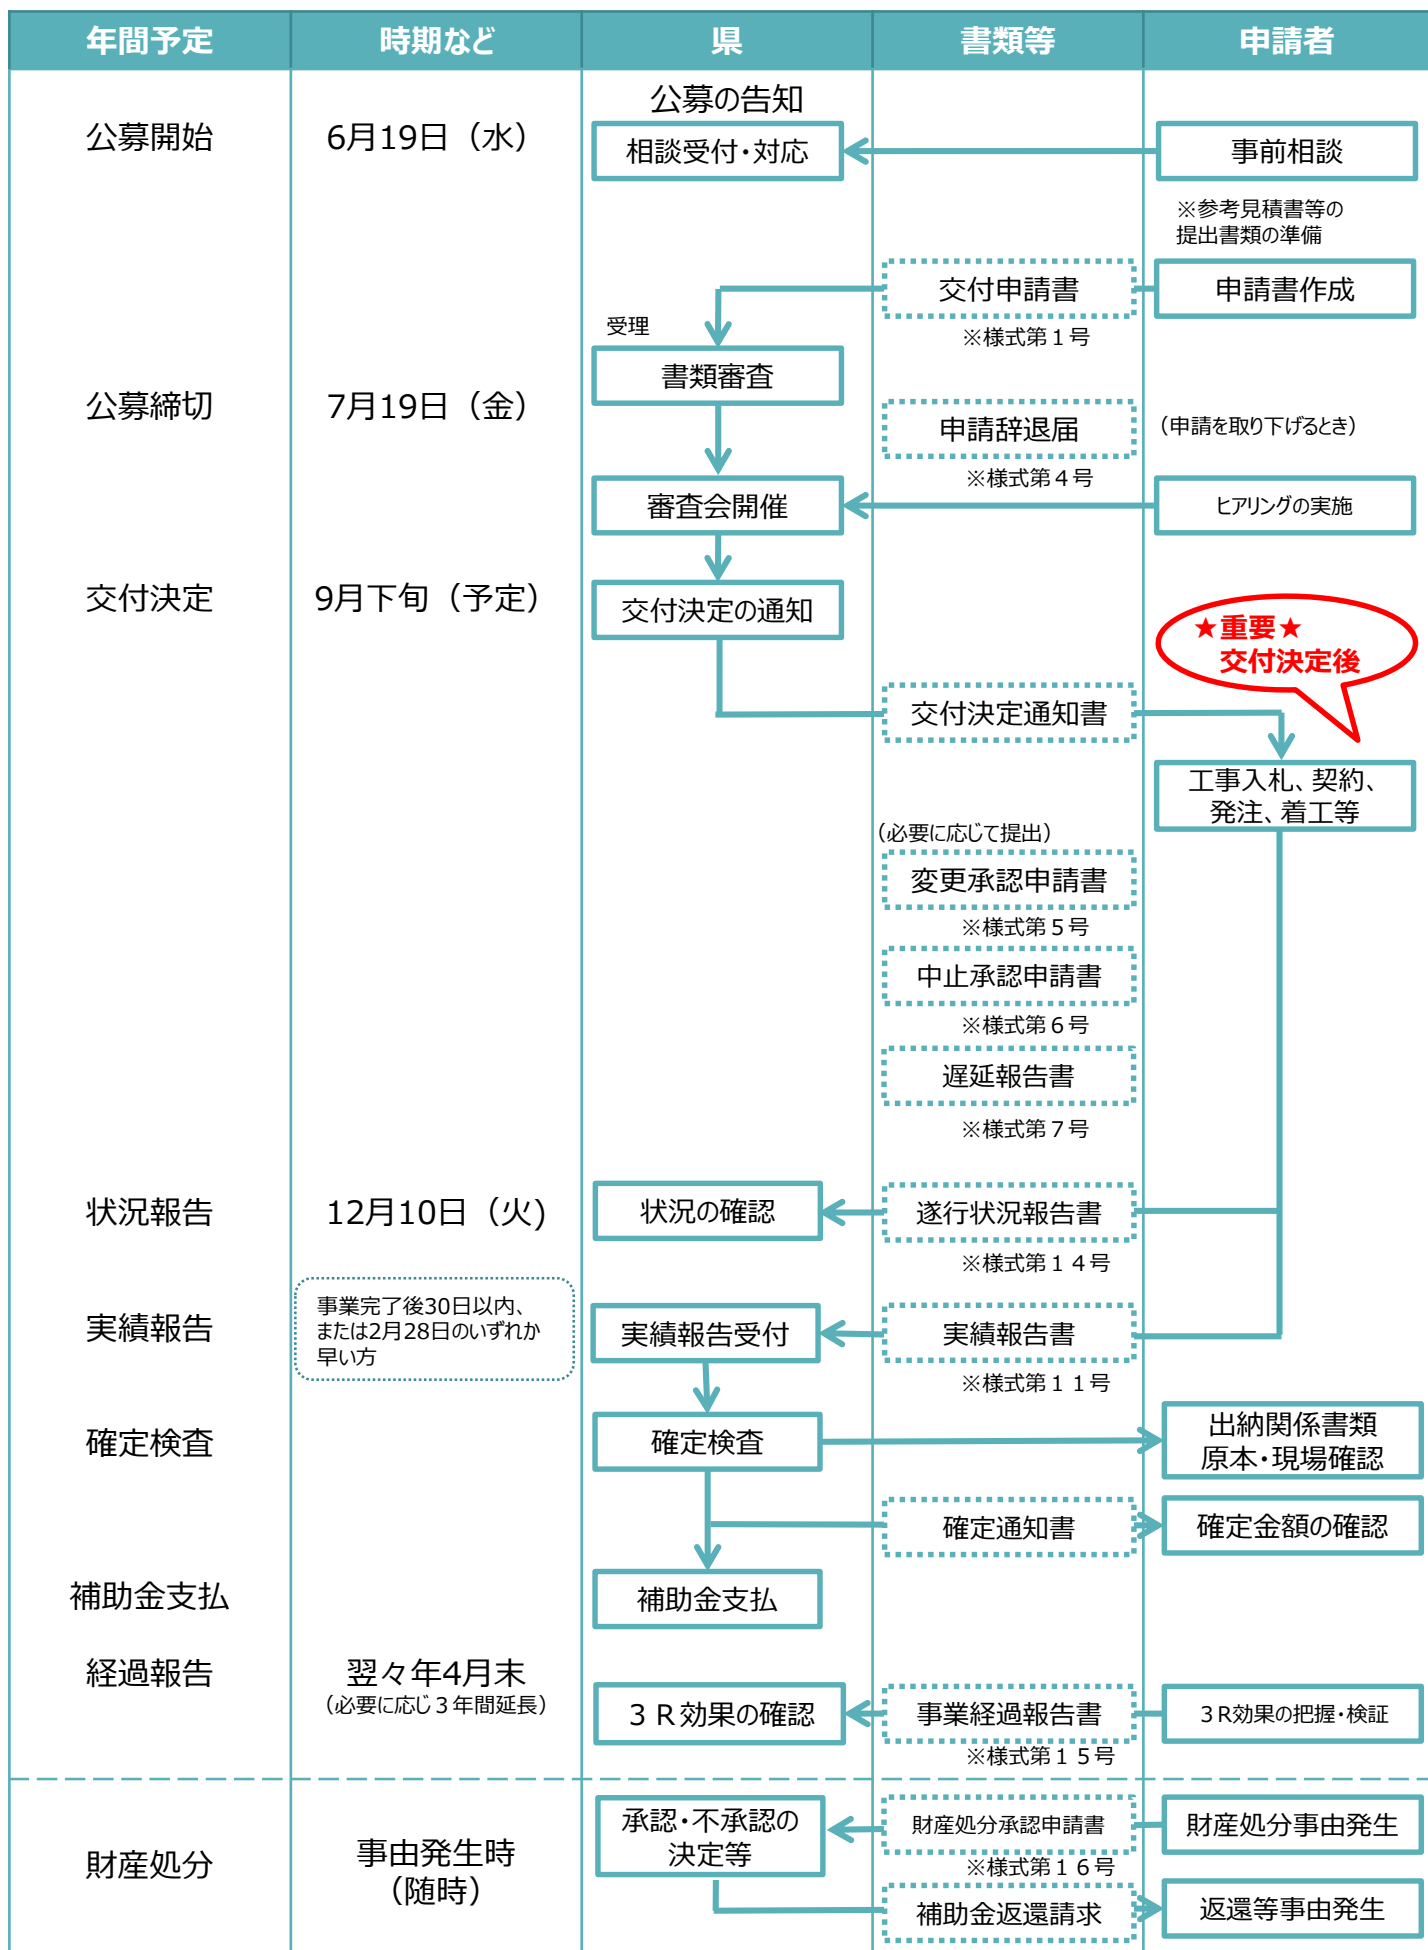 年間予定
時期など
県
書類等
申請者
公募の告知
公募開始
6月19日（水）
相談受付・対応
事前相談
※参考見積書等の
提出書類の準備
交付申請書
申請書作成
受理
※様式第１号
書類審査
公募締切
7月19日（金）
申請辞退届
（申請を取り下げるとき）
※様式第４号
審査会開催
ヒアリングの実施
交付決定
9月下旬（予定）
交付決定の通知
★重要★
交付決定後
交付決定通知書
工事入札、契約、
発注、着工等
（必要に応じて提出）
変更承認申請書
※様式第５号
中止承認申請書
※様式第６号
遅延報告書
※様式第７号
状況報告
12月10日（火）
状況の確認
遂行状況報告書
※様式第１４号
実績報告
事業完了後30日以内、
または2月28日のいずれか
早い方
実績報告受付
実績報告書
※様式第１１号
確定検査
確定検査
出納関係書類
原本・現場確認
確定通知書
確定金額の確認
補助金支払
補助金支払
経過報告
翌々年4月末
（必要に応じ３年間延長）
３Ｒ効果の確認
事業経過報告書
３R効果の把握・検証
※様式第１５号
財産処分
事由発生時
（随時）
承認・不承認の
決定等
財産処分承認申請書
財産処分事由発生
※様式第１６号
補助金返還請求
返還等事由発生